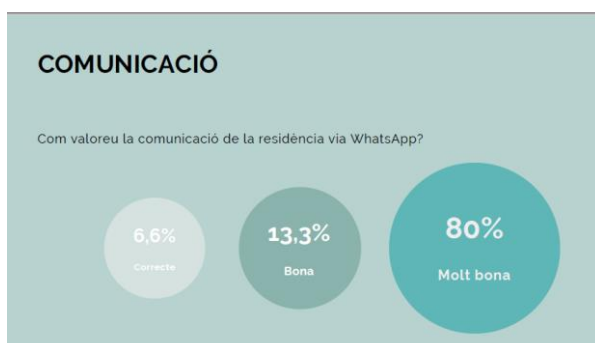 COMUNICACIÓ
Com valoreu la comunicació de la residència via WhatsApp?
6,6%
Correcte
13,3%
Bona
80%
Molt bona